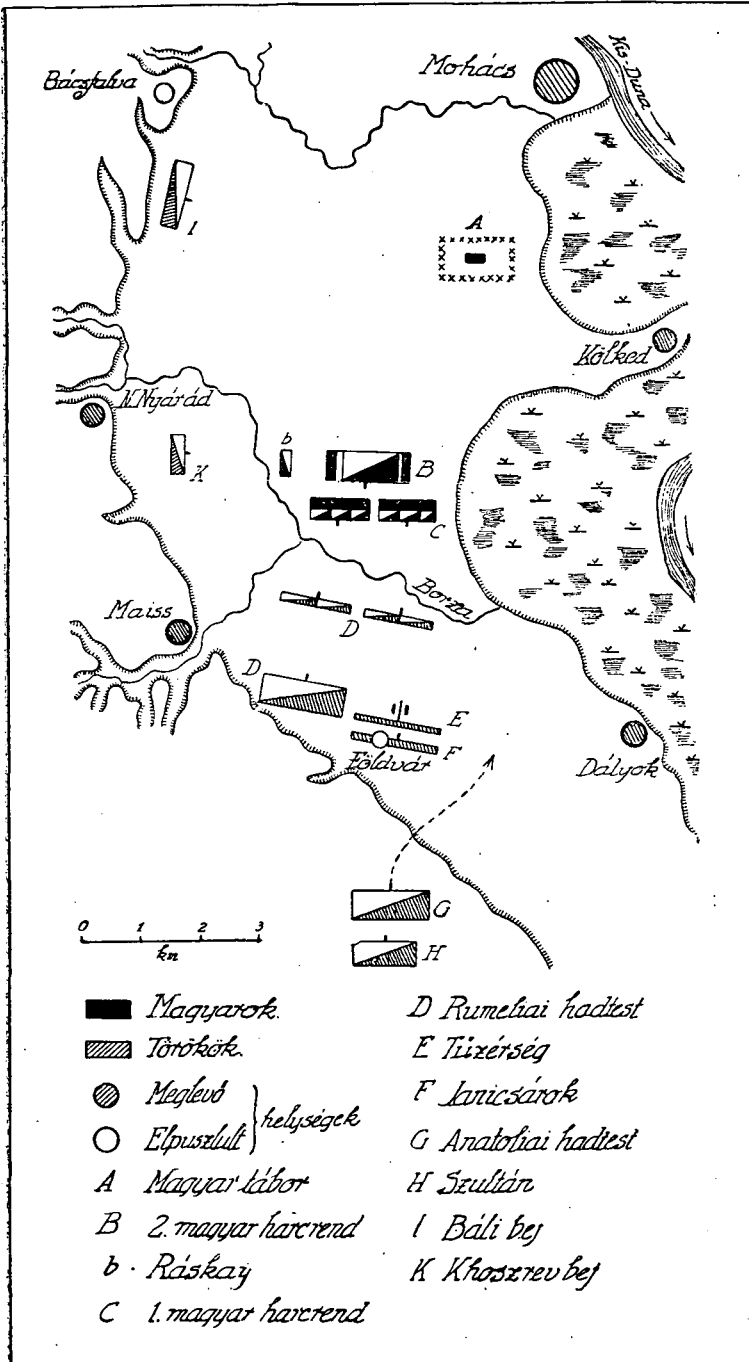 Bácsfalva
Mohács
Kis-Duna
I
A
Kölked
N.Nyárád
K
b
B
C
Borza
D
Maiss
D
E
F
Földvár
Dályok
G
H
0 1 2 3
km
Magyarok.
Törökök.
Meglevő
Elpusztult
helységek
A Magyar tábor
B 2. magyar harcrend
b · Ráskay
C 1. magyar harcrend
D Rumeliai hadtest
E Tüzérség
F Janicsárok
G Anatoliai hadtest
H Szultán
I Báli bej
K Khoszrev bej